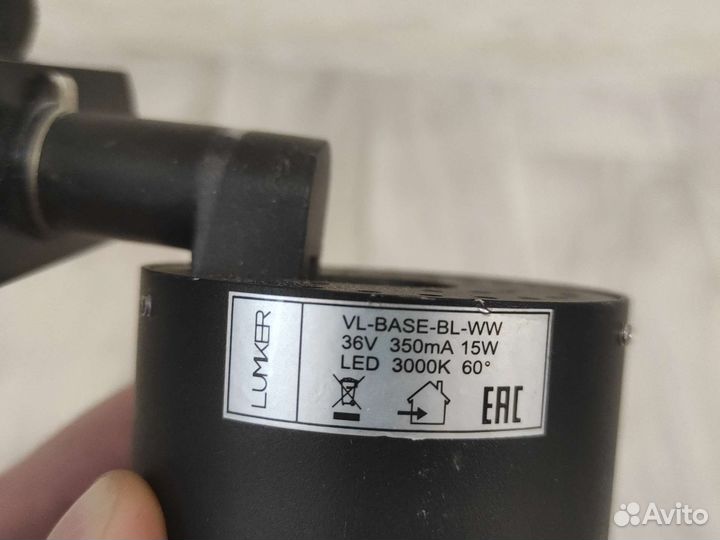 LUMKER
VL-BASE-BL-WW
36V 350mA 15W
LED 3000K 60°
EAC
Avito